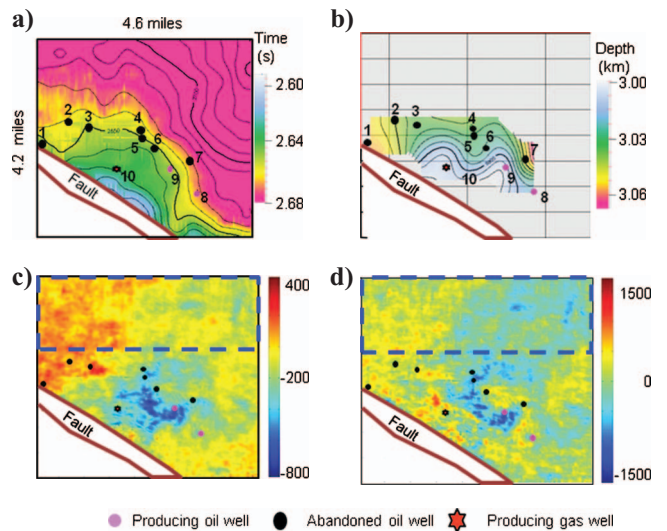 a) 4.6 miles
4.2 miles
Time
(s)
2.60
2.64
2.68
1 2 3 4 5 6 7 8 9 10
Fault
b)
Depth
(km)
3.00
3.03
3.06
1 2 3 4 5 6 7 8 9 10
Fault
c)
400
-200
-800
Fault
d)
1500
0
-1500
Fault
Producing oil well Abandoned oil well Producing gas well